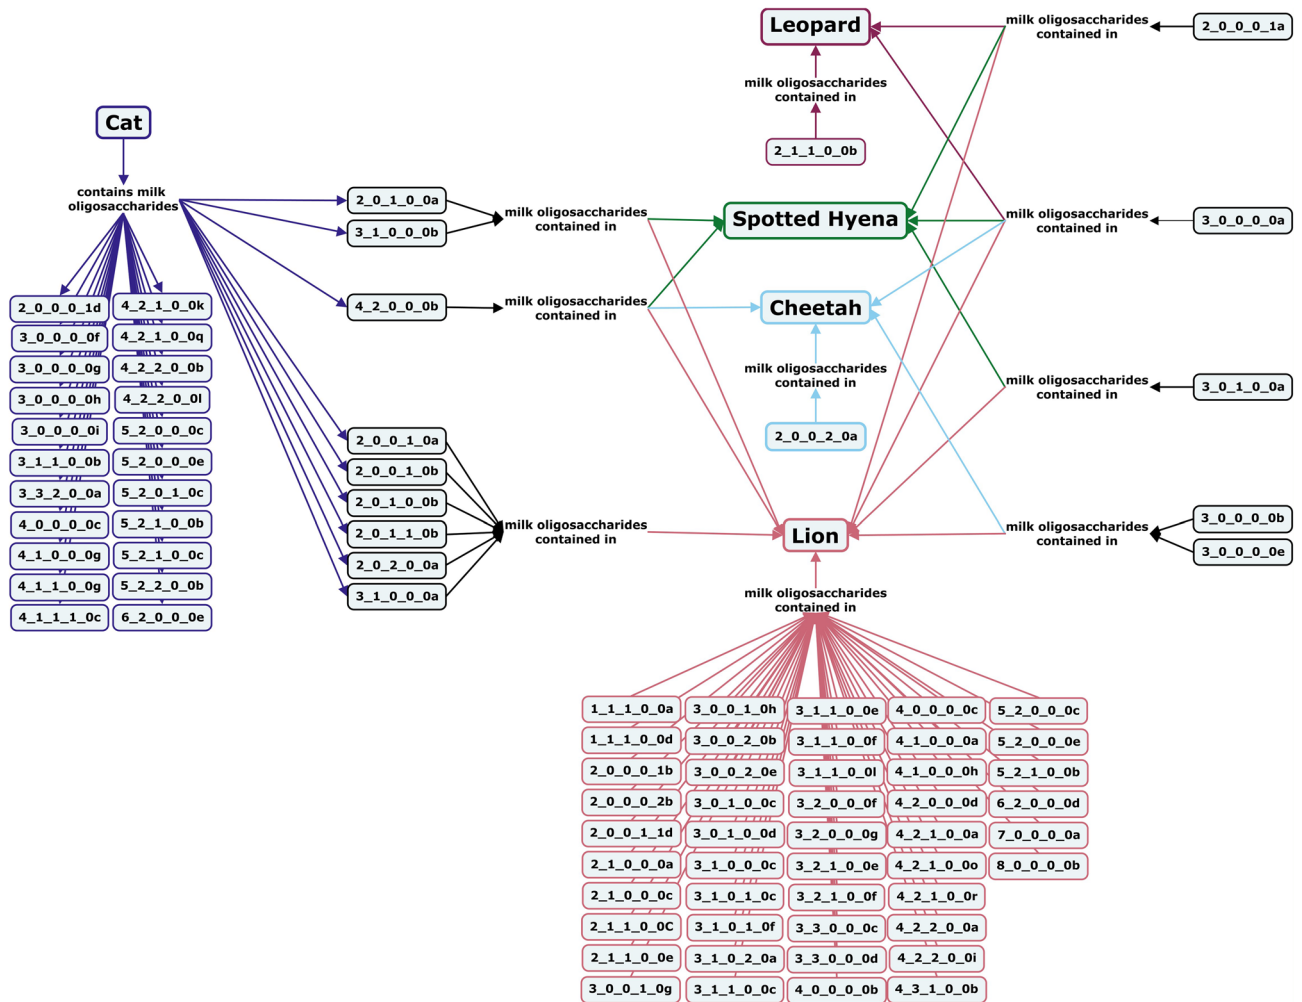 Leopard
milk oligosaccharides
contained in
2_0_0_0_1a
milk oligosaccharides
contained in
2_1_1_0_0b
Cat
contains milk
oligosaccharides
2_0_1_0_0a
3_1_0_0_0b
milk oligosaccharides
contained in
Spotted Hyena
milk oligosaccharides
contained in
3_0_0_0_0a
4_2_0_0_0b
milk oligosaccharides
contained in
Cheetah
milk oligosaccharides
contained in
2_0_0_2_0a
milk oligosaccharides
contained in
3_0_1_0_0a
2_0_0_0_1d
3_0_0_0_0f
3_0_0_0_0g
3_0_0_0_0h
3_0_0_0_0i
3_1_1_0_0b
3_3_2_0_0a
4_0_0_0_0c
4_1_0_0_0g
4_1_1_0_0g
4_1_1_1_0c
4_2_1_0_0k
4_2_1_0_0q
4_2_2_0_0b
4_2_2_0_0l
5_2_0_0_0c
5_2_0_0_0e
5_2_0_1_0c
5_2_1_0_0b
5_2_1_0_0c
5_2_2_0_0b
6_2_0_0_0e
2_0_0_1_0a
2_0_0_1_0b
2_0_1_0_0b
2_0_1_1_0b
2_0_2_0_0a
3_1_0_0_0a
milk oligosaccharides
contained in
Lion
milk oligosaccharides
contained in
3_0_0_0_0b
3_0_0_0_0e
milk oligosaccharides
contained in
1_1_1_0_0a
1_1_1_0_0d
2_0_0_0_1b
2_0_0_0_2b
2_0_0_1_1d
2_1_0_0_0a
2_1_0_0_0c
2_1_1_0_0C
2_1_1_0_0e
3_0_0_1_0g
3_0_0_1_0h
3_0_0_2_0b
3_0_0_2_0e
3_0_1_0_0c
3_0_1_0_0d
3_1_0_0_0c
3_1_0_1_0c
3_1_0_1_0f
3_1_0_2_0a
3_1_1_0_0c
3_1_1_0_0e
3_1_1_0_0f
3_1_1_0_0l
3_2_0_0_0f
3_2_0_0_0g
3_2_1_0_0e
3_2_1_0_0f
3_3_0_0_0c
3_3_0_0_0d
4_0_0_0_0b
4_0_0_0_0c
4_1_0_0_0a
4_1_0_0_0h
4_2_0_0_0d
4_2_1_0_0a
4_2_1_0_0o
4_2_1_0_0r
4_2_2_0_0a
4_2_2_0_0i
4_3_1_0_0b
5_2_0_0_0c
5_2_0_0_0e
5_2_1_0_0b
6_2_0_0_0d
7_0_0_0_0a
8_0_0_0_0b